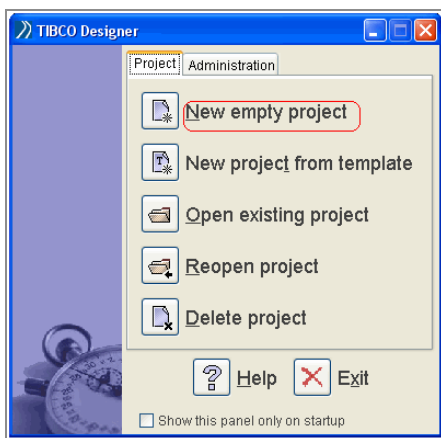 TIBCO Designer
Project Administration
New empty project
New project from template
Open existing project
Reopen project
Delete project
Help Exit
Show this panel only on startup